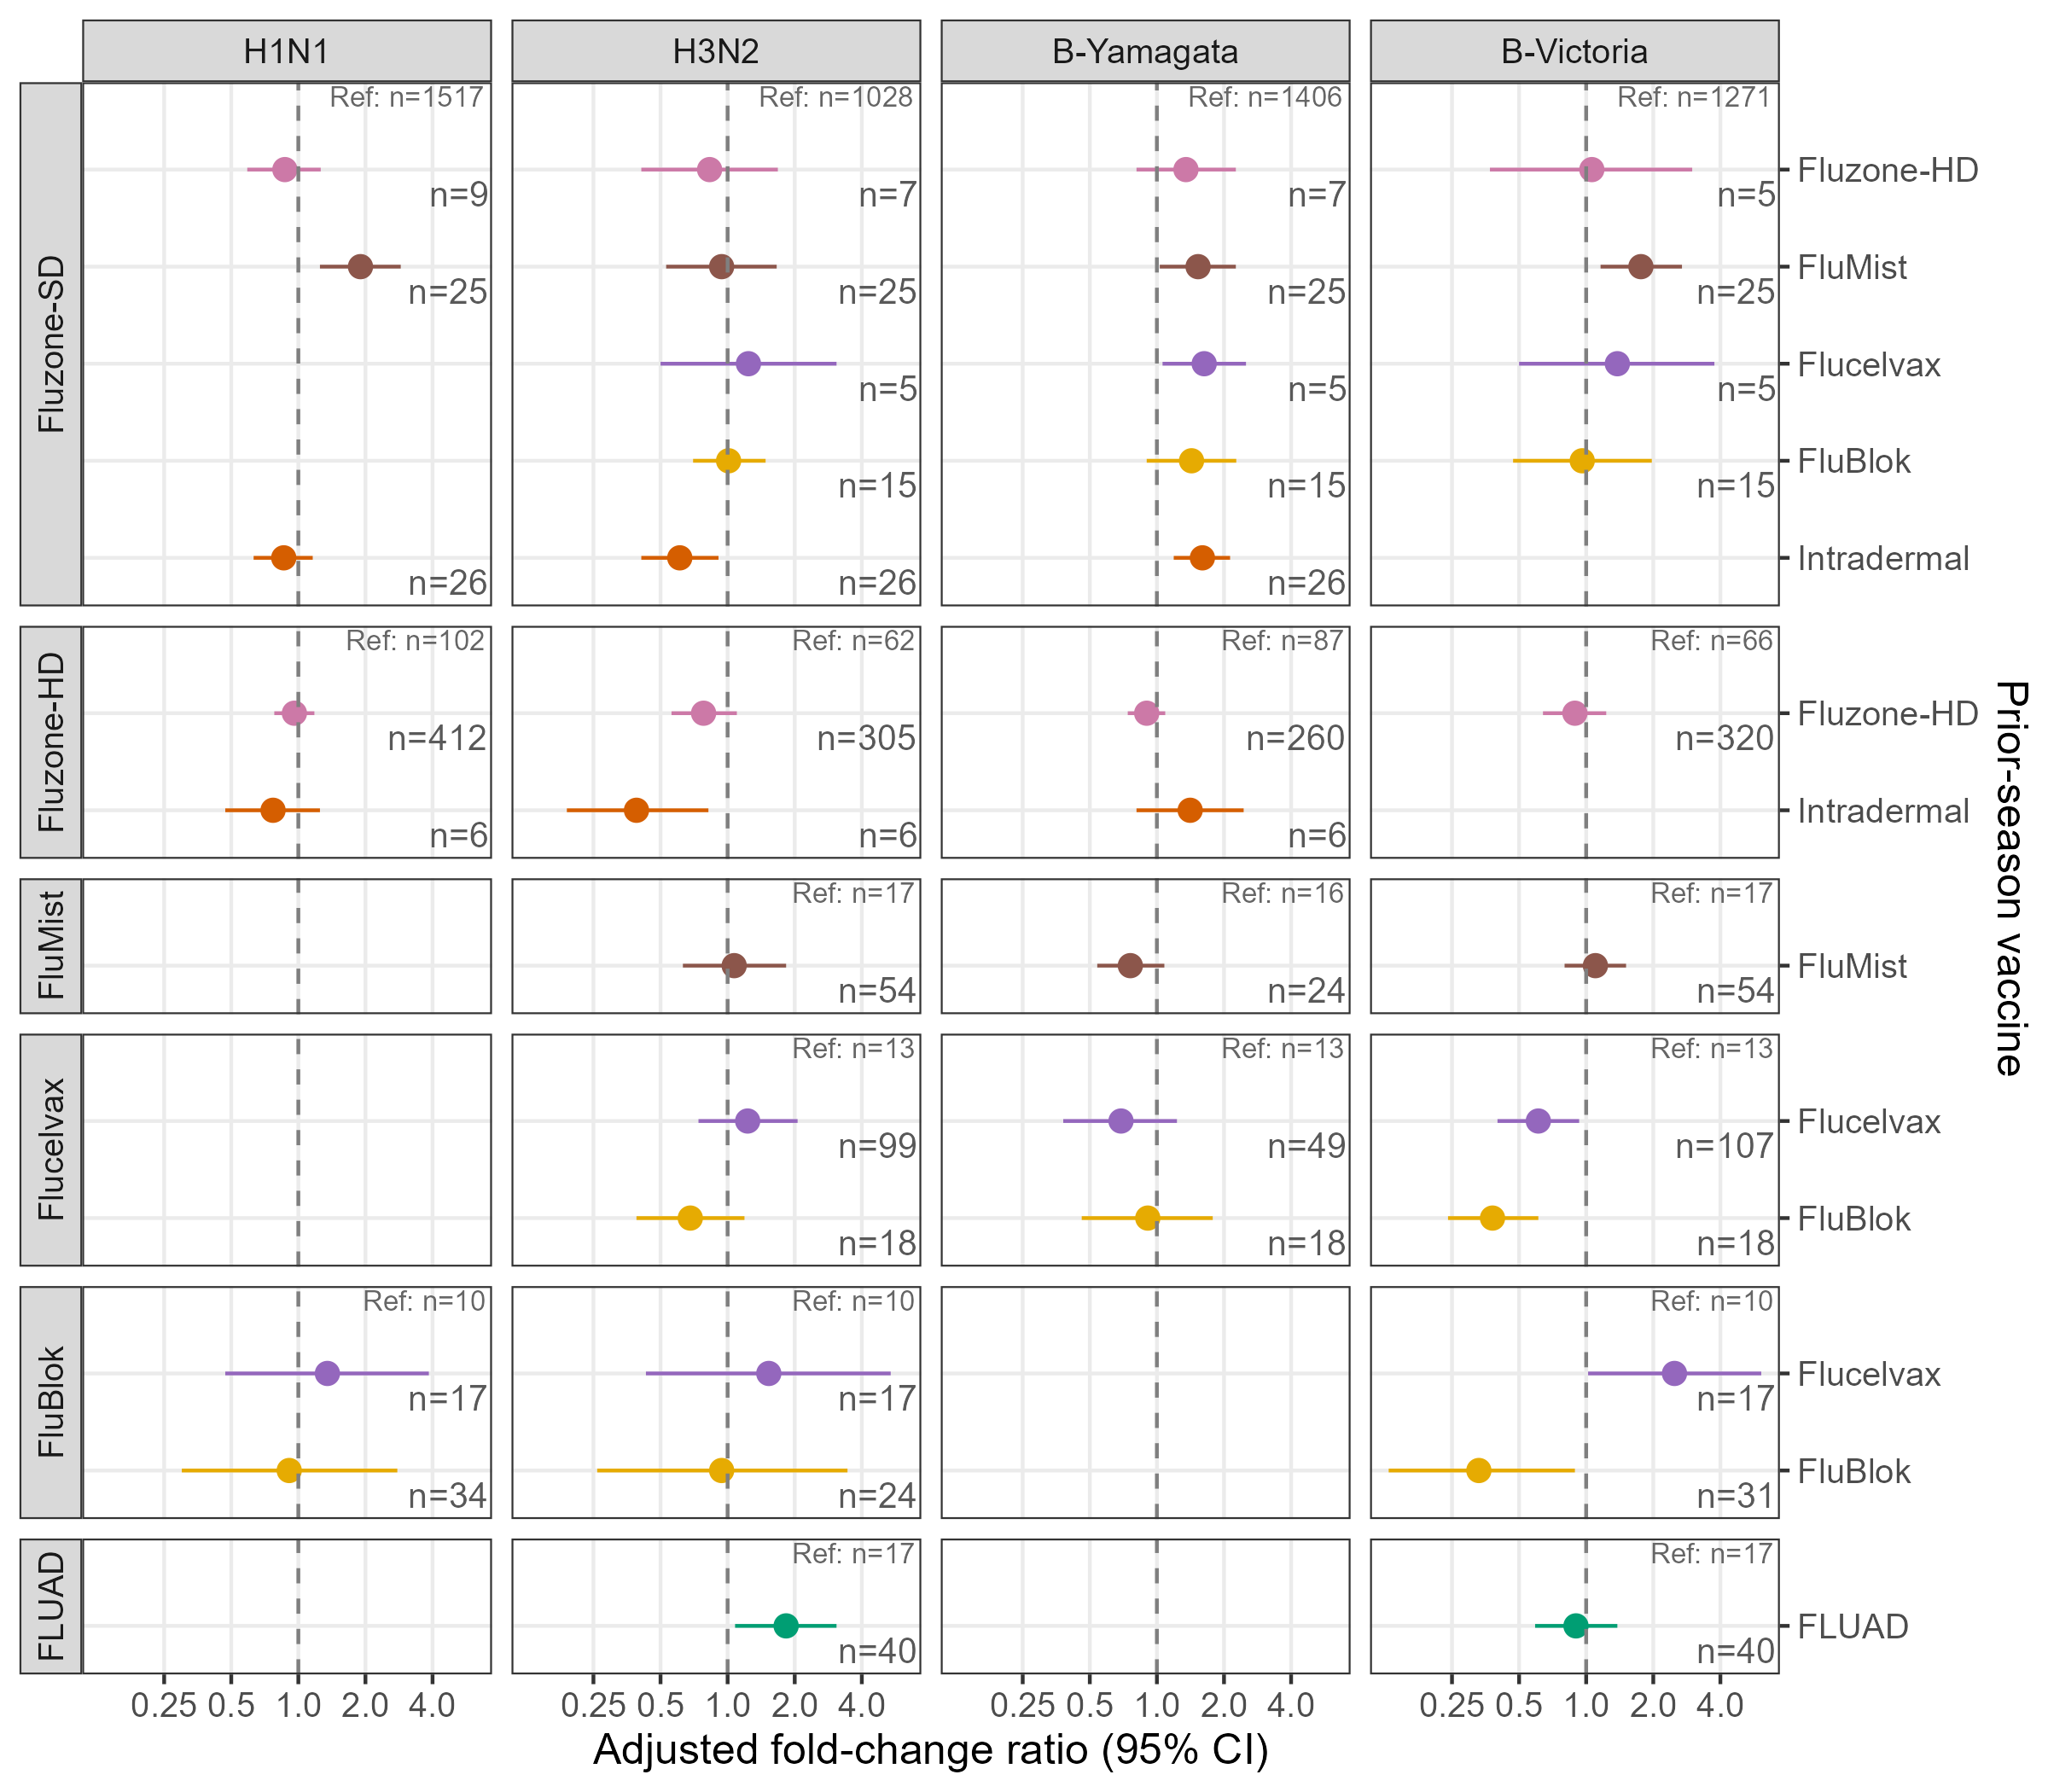 H1N1 H3N2 B-Yamagata B-Victoria
Fluzone-SD
Ref: n=1517 Ref: n=1028 Ref: n=1406 Ref: n=1271
Fluzone-HD
n=9 n=7 n=7 n=5
FluMist
n=25 n=25 n=25 n=25
Flucelvax
n=5 n=5 n=5
FluBlok
n=15 n=15 n=15
Intradermal
n=26 n=26 n=26
Fluzone-HD
Ref: n=102 Ref: n=62 Ref: n=87 Ref: n=66
Fluzone-HD
n=412 n=305 n=260 n=320
Intradermal
n=6 n=6 n=6
FluMist
Ref: n=17 Ref: n=16 Ref: n=17
FluMist
n=54 n=24 n=54
Flucelvax
Ref: n=13 Ref: n=13 Ref: n=13
Flucelvax
n=99 n=49 n=107
FluBlok
n=18 n=18 n=18
FluBlok
Ref: n=10 Ref: n=10 Ref: n=10
Flucelvax
n=17 n=17 n=17
FluBlok
n=34 n=24 n=31
FLUAD
Ref: n=17 Ref: n=17
FLUAD
n=40 n=40
0.25 0.5 1.0 2.0 4.0 0.25 0.5 1.0 2.0 4.0 0.25 0.5 1.0 2.0 4.0 0.25 0.5 1.0 2.0 4.0
Adjusted fold-change ratio (95% CI)
Prior-season vaccine